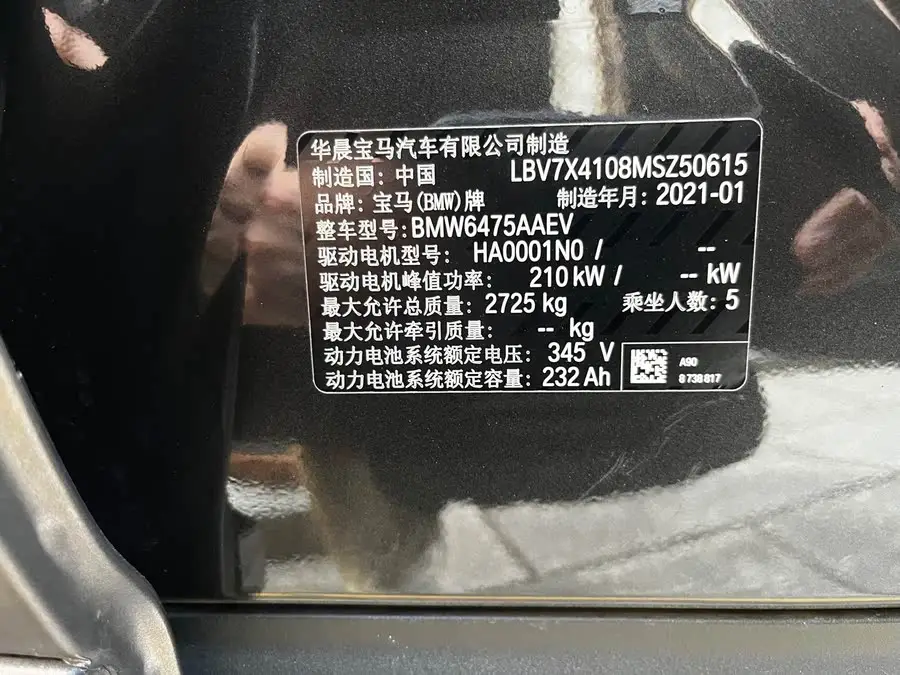 华晨宝马汽车有限公司制造
制造国：中国 LBV7X4108MSZ50615
品牌：宝马(BMW)牌 制造年月：2021-01
整车型号：BMW6475AAEV
驱动电机型号： HA0001N0 / --
驱动电机峰值功率： 210 kW / -- kW
最大允许总质量：2725 kg 乘坐人数：5
最大允许牵引质量： -- kg
动力电池系统额定电压： 345 V
动力电池系统额定容量：232 Ah
A90
8 738 817